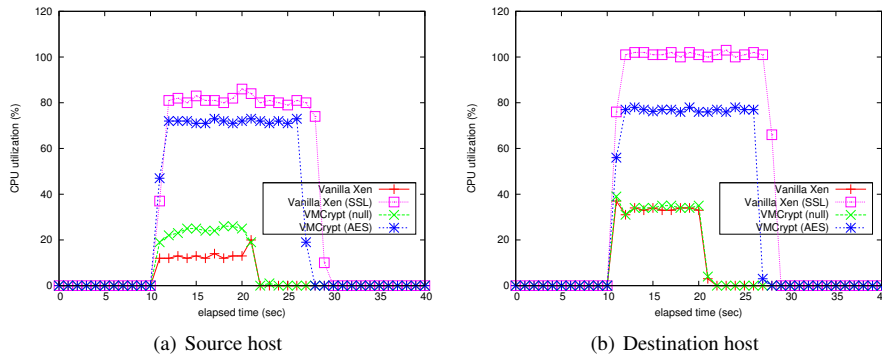 120
100
80
60
40
20
0
CPU utilization (%)
0 5 10 15 20 25 30 35 40
elapsed time (sec)
Vanilla Xen
Vanilla Xen (SSL)
VMCrypt (null)
VMCrypt (AES)
(a) Source host
120
100
80
60
40
20
0
CPU utilization (%)
0 5 10 15 20 25 30 35 40
elapsed time (sec)
Vanilla Xen
Vanilla Xen (SSL)
VMCrypt (null)
VMCrypt (AES)
(b) Destination host